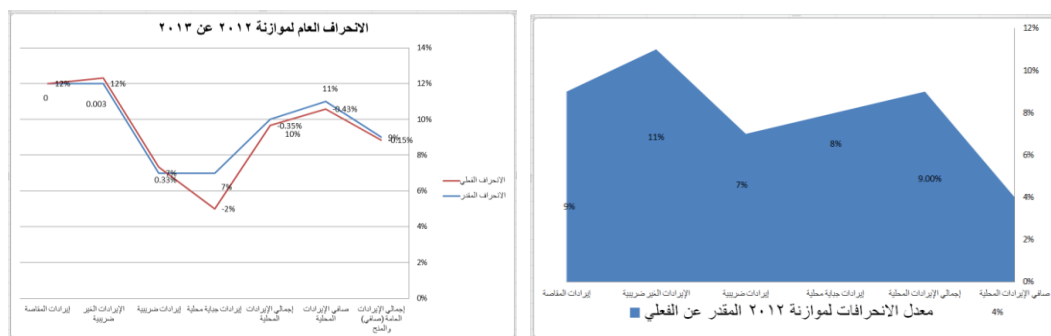 الانحراف العام لموازنة ٢٠١٢ عن ٢٠١٣
14%
12%
10%
8%
6%
4%
2%
0%
12%
0
12%
0.003
7%
0.33%
7%
-2%
-0.35%
10%
11%
-0.43%
9%
-0.15%
الانحراف الفعلي
الانحراف المقدر
إجمالي الإيرادات
العامة (صافي)
والمنح
صافي الإيرادات
المحلية
إجمالي الإيرادات
المحلية
إيرادات جباية محلية
إيرادات ضريبية
الإيرادات الغير
ضريبية
إيرادات المقاصة
12%
10%
8%
6%
4%
2%
0%
11%
9%
7%
8%
9.00%
4%
صافي الإيرادات المحلية
إجمالي الإيرادات المحلية
إيرادات جباية محلية
إيرادات ضريبية
الإيرادات الغير ضريبية
إيرادات المقاصة
معدل الانحرافات لموازنة ٢٠١٢ المقدر عن الفعلي